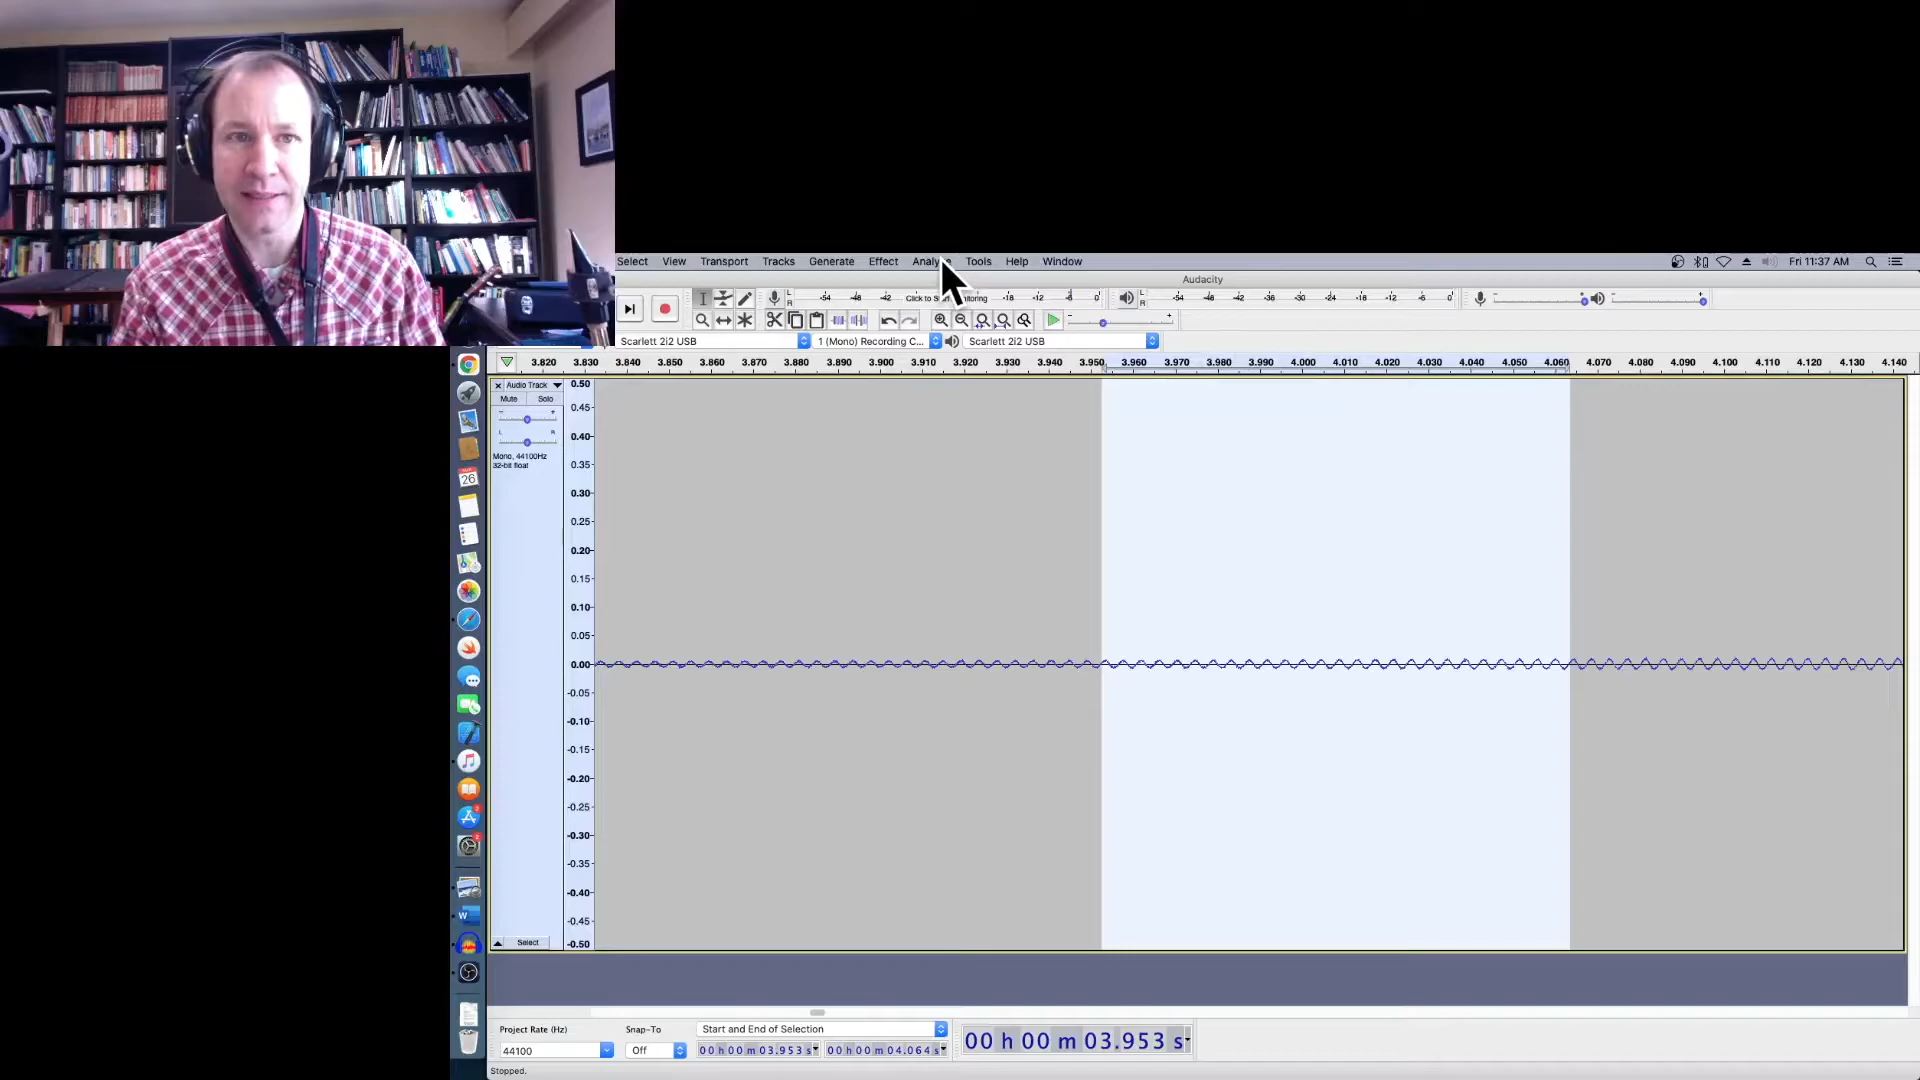 Select View Transport Tracks Generate Effect Tools Help Window Fri 11:37 AM
Audacity
L R -54 -48 -42 -18 -12 -6 0 L R -54 -48 -42 -36 -30 -24 -18 -12 -6 0
Scarlett 2i2 USB 1 (Mono) Recording C... Scarlett 2i2 USB
3.820 3.830 3.840 3.850 3.860 3.870 3.880 3.890 3.900 3.910 3.920 3.930 3.940 3.950 3.960 3.970 3.980 3.990 4.000 4.010 4.020 4.030 4.040 4.050 4.060 4.070 4.080 4.090 4.100 4.110 4.120 4.130 4.140
Audio Track
Mute Solo
- +
L R
Mono, 44100Hz
32-bit float
0.50
0.45
0.40
0.35
0.30
0.25
0.20
0.15
0.10
0.05
0.00
-0.05
-0.10
-0.15
-0.20
-0.25
-0.30
-0.35
-0.40
-0.45
-0.50
Select
26
Project Rate (Hz) Snap-To Start and End of Selection
44100 Off 00 h 00 m 03.953 s 00 h 00 m 04.064 s 00 h 00 m 03.953 s
Stopped.